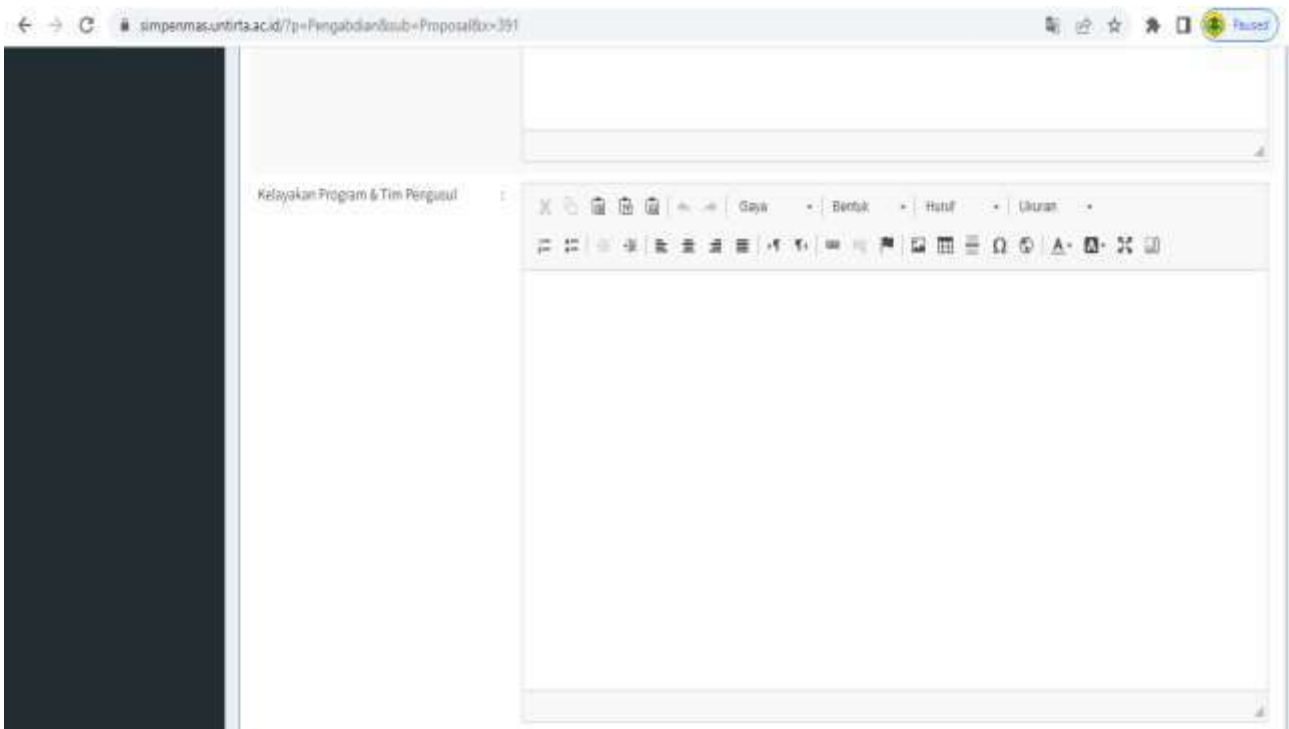 simpenmas.untirta.ac.id/?p=Pengabdian&sub=Proposal&x=391
Paused
Kelayakan Program & Tim Pengusul :
Gaya Bentuk Huruf Ukuran